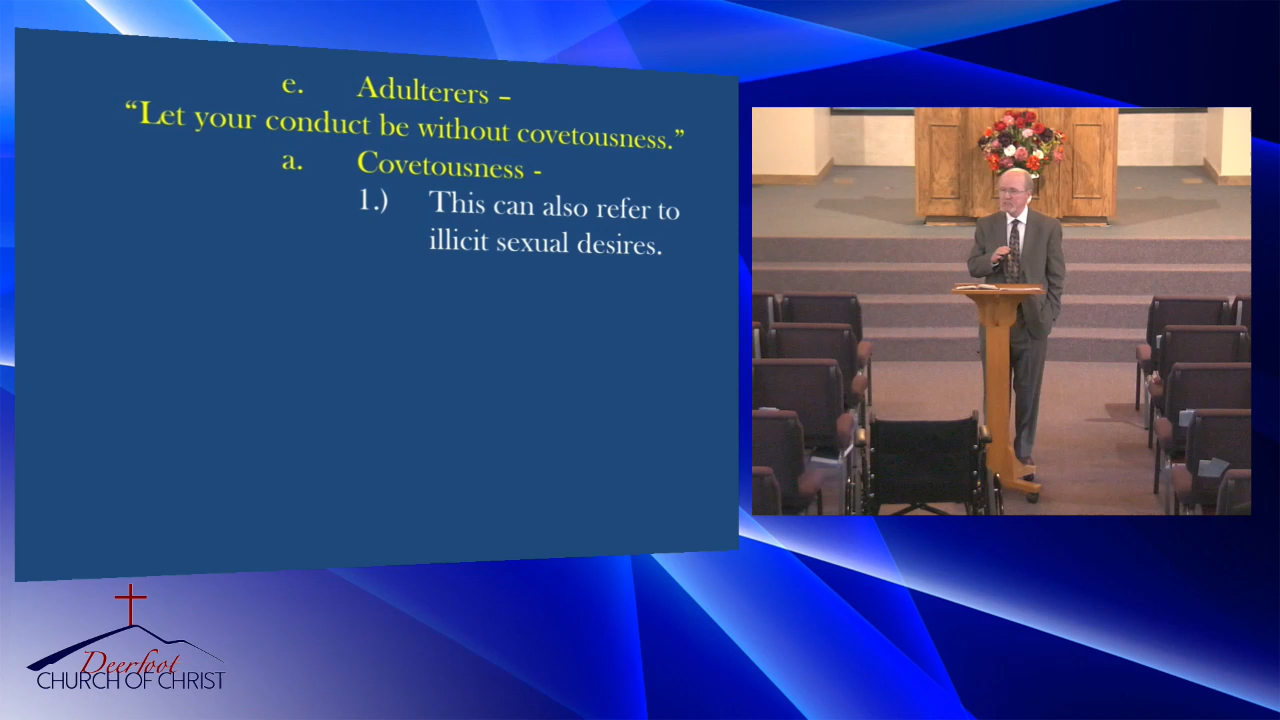 e. Adulterers –
“Let your conduct be without covetousness.”
a. Covetousness -
1.) This can also refer to
illicit sexual desires.
Deerfoot
CHURCH OF CHRIST